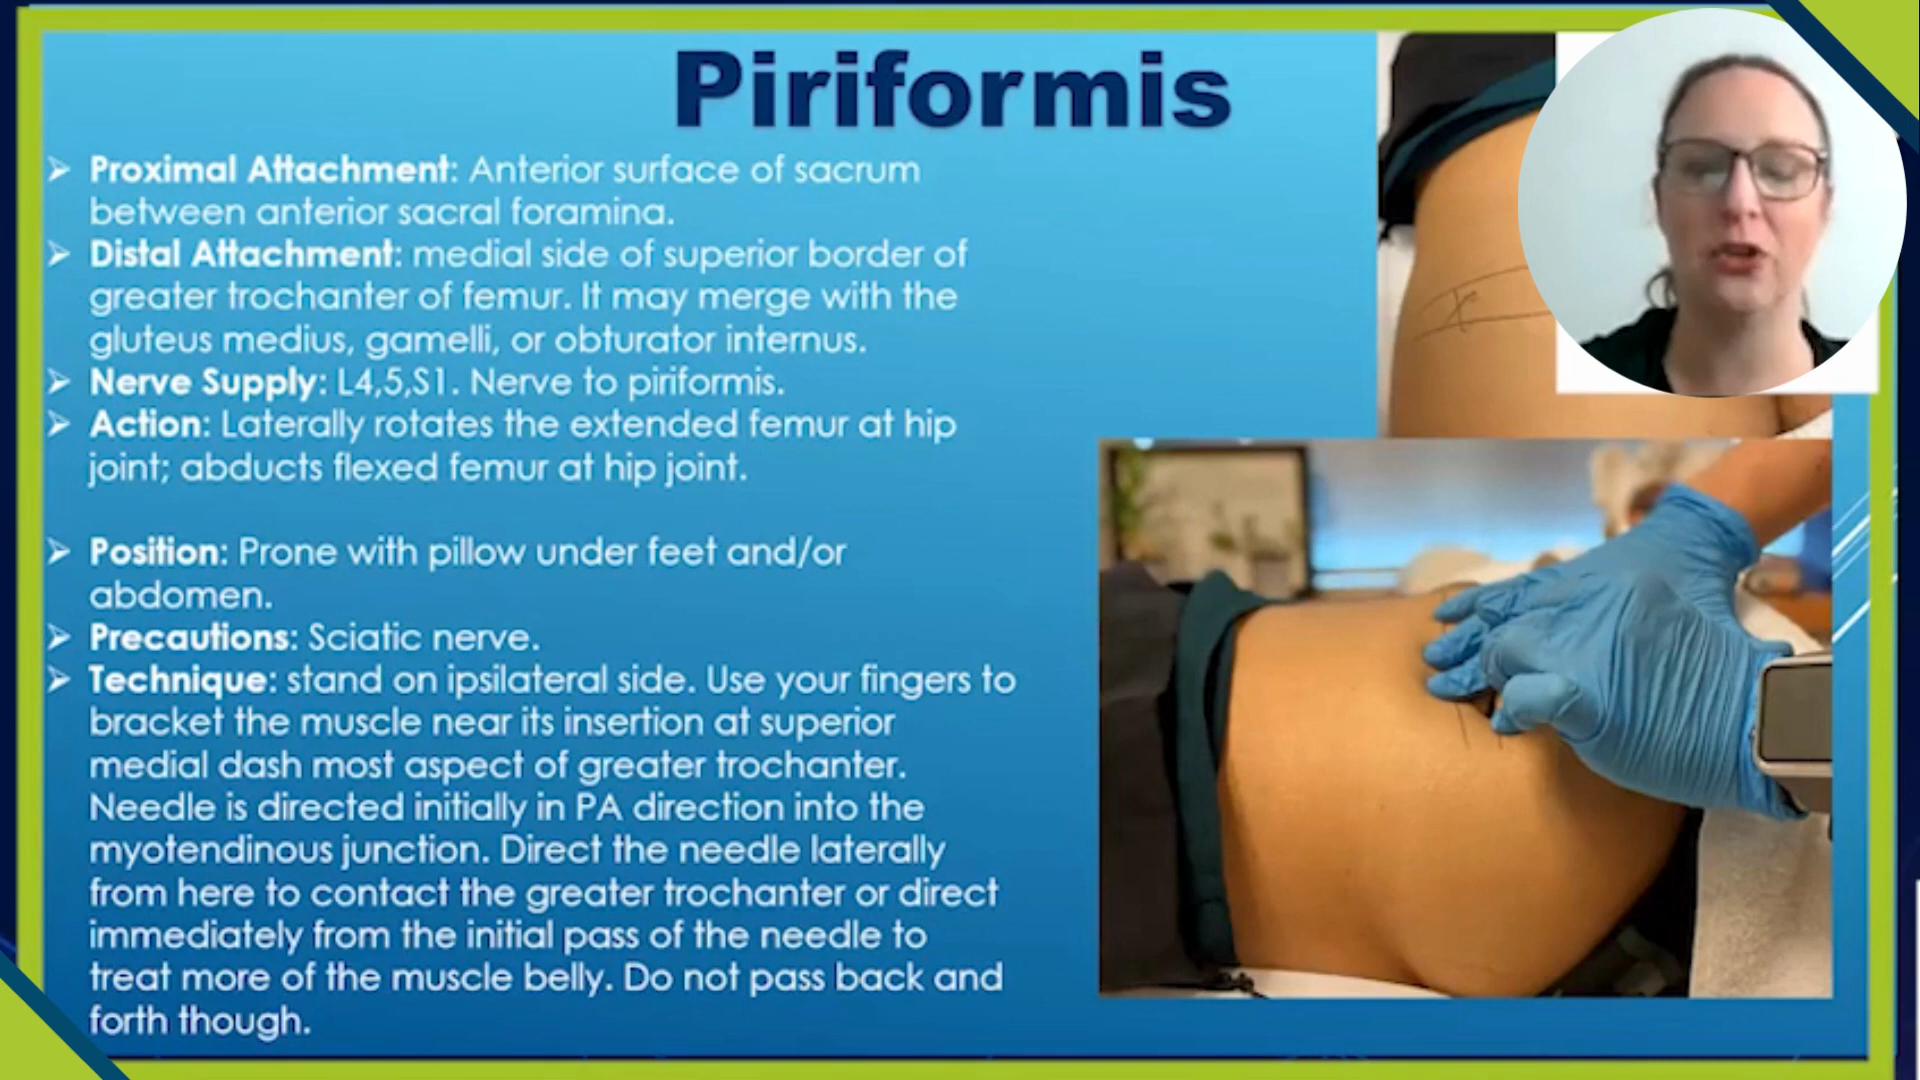 Piriformis
➢ Proximal Attachment: Anterior surface of sacrum
between anterior sacral foramina.
➢ Distal Attachment: medial side of superior border of
greater trochanter of femur. It may merge with the
gluteus medius, gamelli, or obturator internus.
➢ Nerve Supply: L4,5,S1. Nerve to piriformis.
➢ Action: Laterally rotates the extended femur at hip
joint; abducts flexed femur at hip joint.
➢ Position: Prone with pillow under feet and/or
abdomen.
➢ Precautions: Sciatic nerve.
➢ Technique: stand on ipsilateral side. Use your fingers to
bracket the muscle near its insertion at superior
medial dash most aspect of greater trochanter.
Needle is directed initially in PA direction into the
myotendinous junction. Direct the needle laterally
from here to contact the greater trochanter or direct
immediately from the initial pass of the needle to
treat more of the muscle belly. Do not pass back and
forth though.